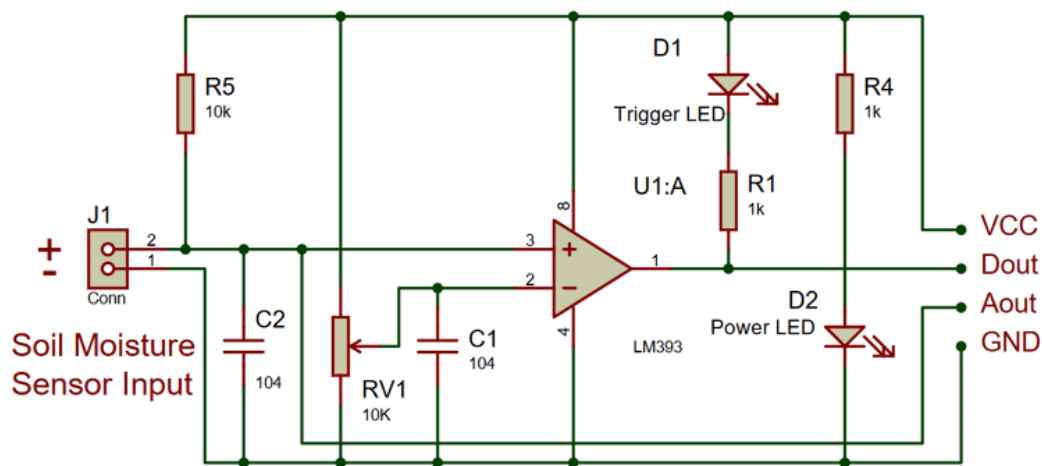 D1
R5
10k
Trigger LED
R4
1k
U1:A
R1
1k
J1
+
-
2
1
Conn
8
3
+
2
−
1
4
LM393
VCC
Dout
Aout
GND
D2
Power LED
Soil Moisture
Sensor Input
C2
104
RV1
10K
C1
104